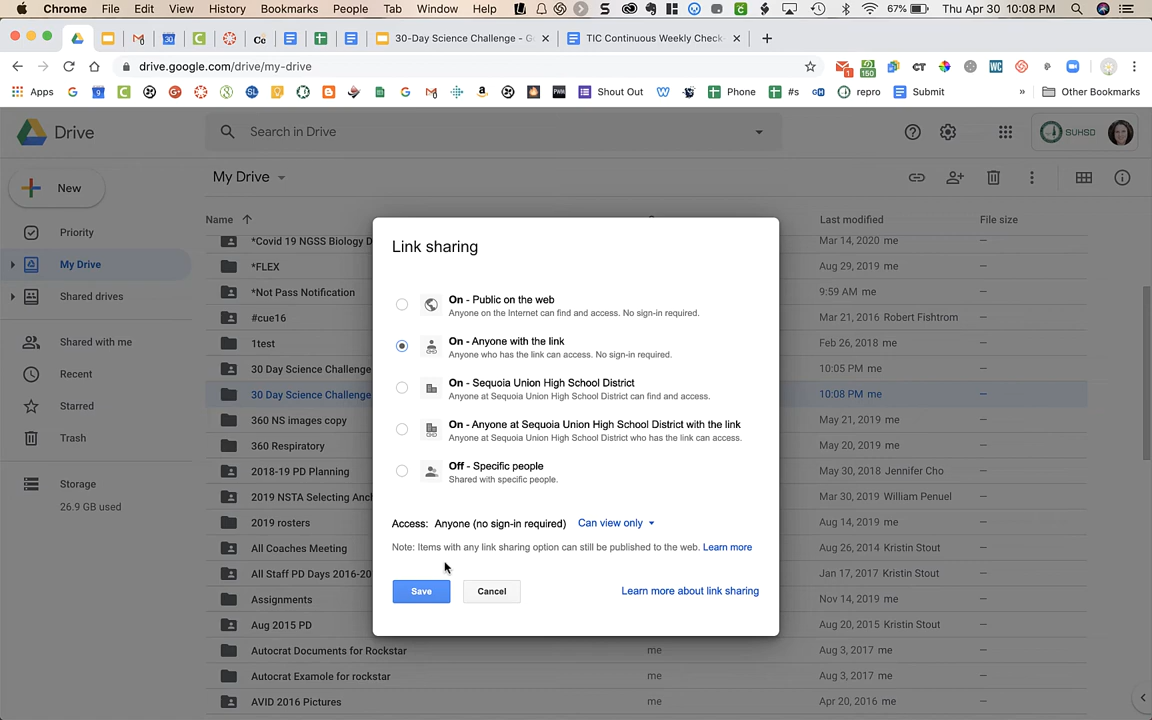 Chrome File Edit View History Bookmarks People Tab Window Help 67% Thu Apr 30 10:08 PM
30-Day Science Challenge - G TIC Continuous Weekly Check
drive.google.com/drive/my-drive
Apps Shout Out Phone #s repro Submit » Other Bookmarks
Drive Search in Drive SUHSD
New My Drive
Name Last modified File size
Priority
My Drive
Shared drives
Shared with me
Recent
Starred
Trash
Storage
26.9 GB used
*Covid 19 NGSS Biology D Mar 14, 2020 me —
*FLEX Aug 29, 2019 me —
*Not Pass Notification 9:59 AM me —
#cue16 Mar 21, 2016 Robert Fishtrom —
1test Feb 26, 2018 me —
30 Day Science Challenge 10:05 PM me —
30 Day Science Challenge 10:08 PM me —
360 NS images copy May 21, 2019 me —
360 Respiratory May 20, 2019 me —
2018-19 PD Planning May 30, 2018 Jennifer Cho —
2019 NSTA Selecting Anc Mar 30, 2019 William Penuel —
2019 rosters Aug 14, 2019 me —
All Coaches Meeting Aug 26, 2014 Kristin Stout —
All Staff PD Days 2016-20 Jan 17, 2017 Kristin Stout —
Assignments Nov 14, 2019 me —
Aug 2015 PD Aug 20, 2015 Kristin Stout —
Autocrat Documents for Rockstar me Aug 3, 2017 me —
Autocrat Examole for rockstar me Aug 3, 2017 me —
AVID 2016 Pictures me Apr 20, 2016 me —
Link sharing
On - Public on the web
Anyone on the Internet can find and access. No sign-in required.
On - Anyone with the link
Anyone who has the link can access. No sign-in required.
On - Sequoia Union High School District
Anyone at Sequoia Union High School District can find and access.
On - Anyone at Sequoia Union High School District with the link
Anyone at Sequoia Union High School District who has the link can access.
Off - Specific people
Shared with specific people.
Access: Anyone (no sign-in required) Can view only
Note: Items with any link sharing option can still be published to the web. Learn more
Save Cancel Learn more about link sharing